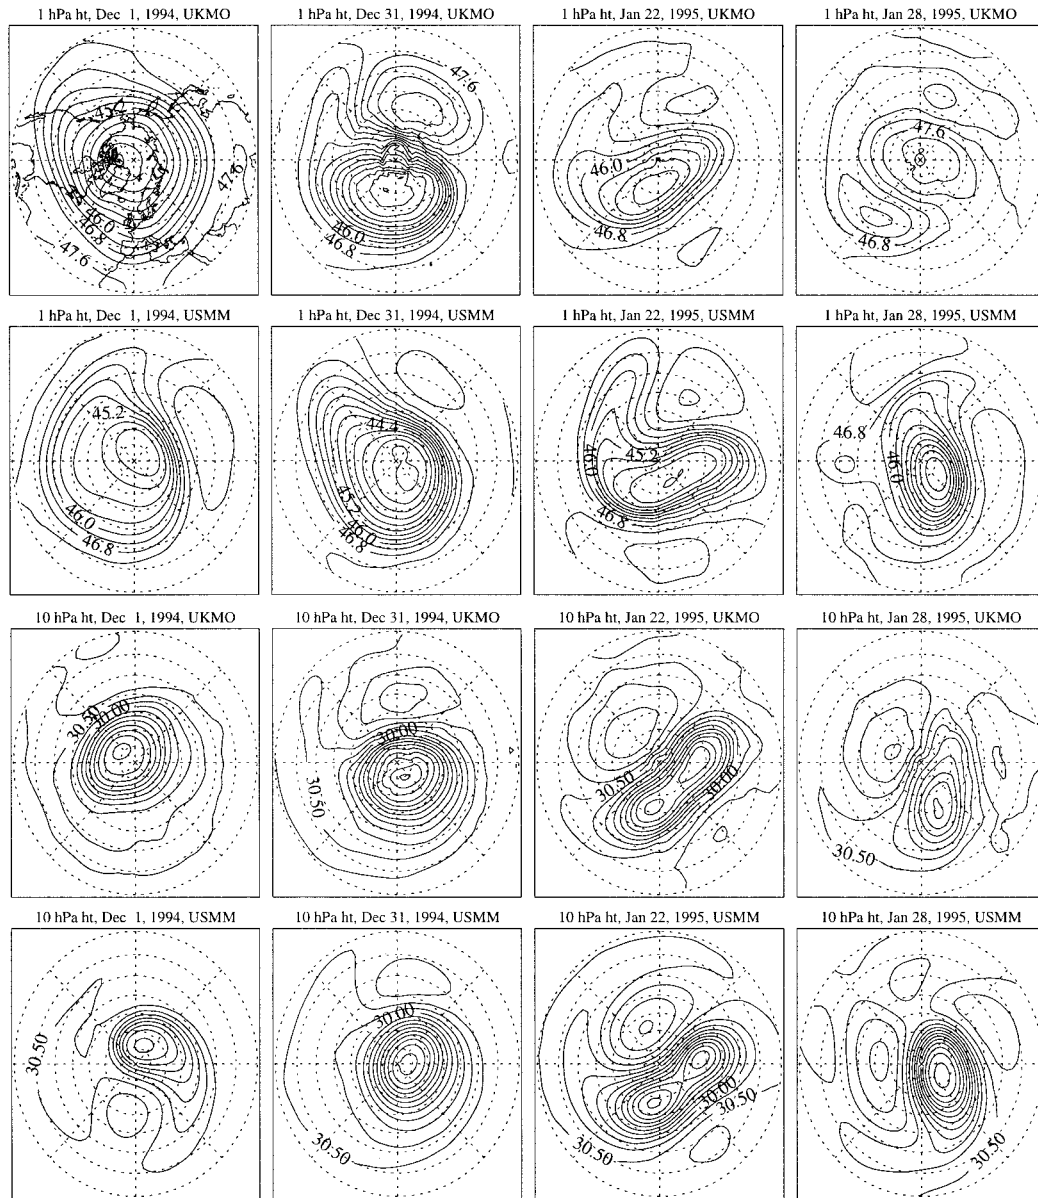 1 hPa ht, Dec 1, 1994, UKMO
1 hPa ht, Dec 31, 1994, UKMO
1 hPa ht, Jan 22, 1995, UKMO
1 hPa ht, Jan 28, 1995, UKMO
46.0
46.8
47.6
47.6
47.6
46.0
46.8
46.0
46.8
47.6
46.8
1 hPa ht, Dec 1, 1994, USMM
1 hPa ht, Dec 31, 1994, USMM
1 hPa ht, Jan 22, 1995, USMM
1 hPa ht, Jan 28, 1995, USMM
45.2
46.0
46.8
44.4
45.2
46.0
46.8
46.0
45.2
46.8
46.8
46.0
10 hPa ht, Dec 1, 1994, UKMO
10 hPa ht, Dec 31, 1994, UKMO
10 hPa ht, Jan 22, 1995, UKMO
10 hPa ht, Jan 28, 1995, UKMO
30.50
30.00
30.00
30.50
30.50
30.00
30.50
10 hPa ht, Dec 1, 1994, USMM
10 hPa ht, Dec 31, 1994, USMM
10 hPa ht, Jan 22, 1995, USMM
10 hPa ht, Jan 28, 1995, USMM
30.50
30.00
30.50
30.00
30.50
30.50
30.50